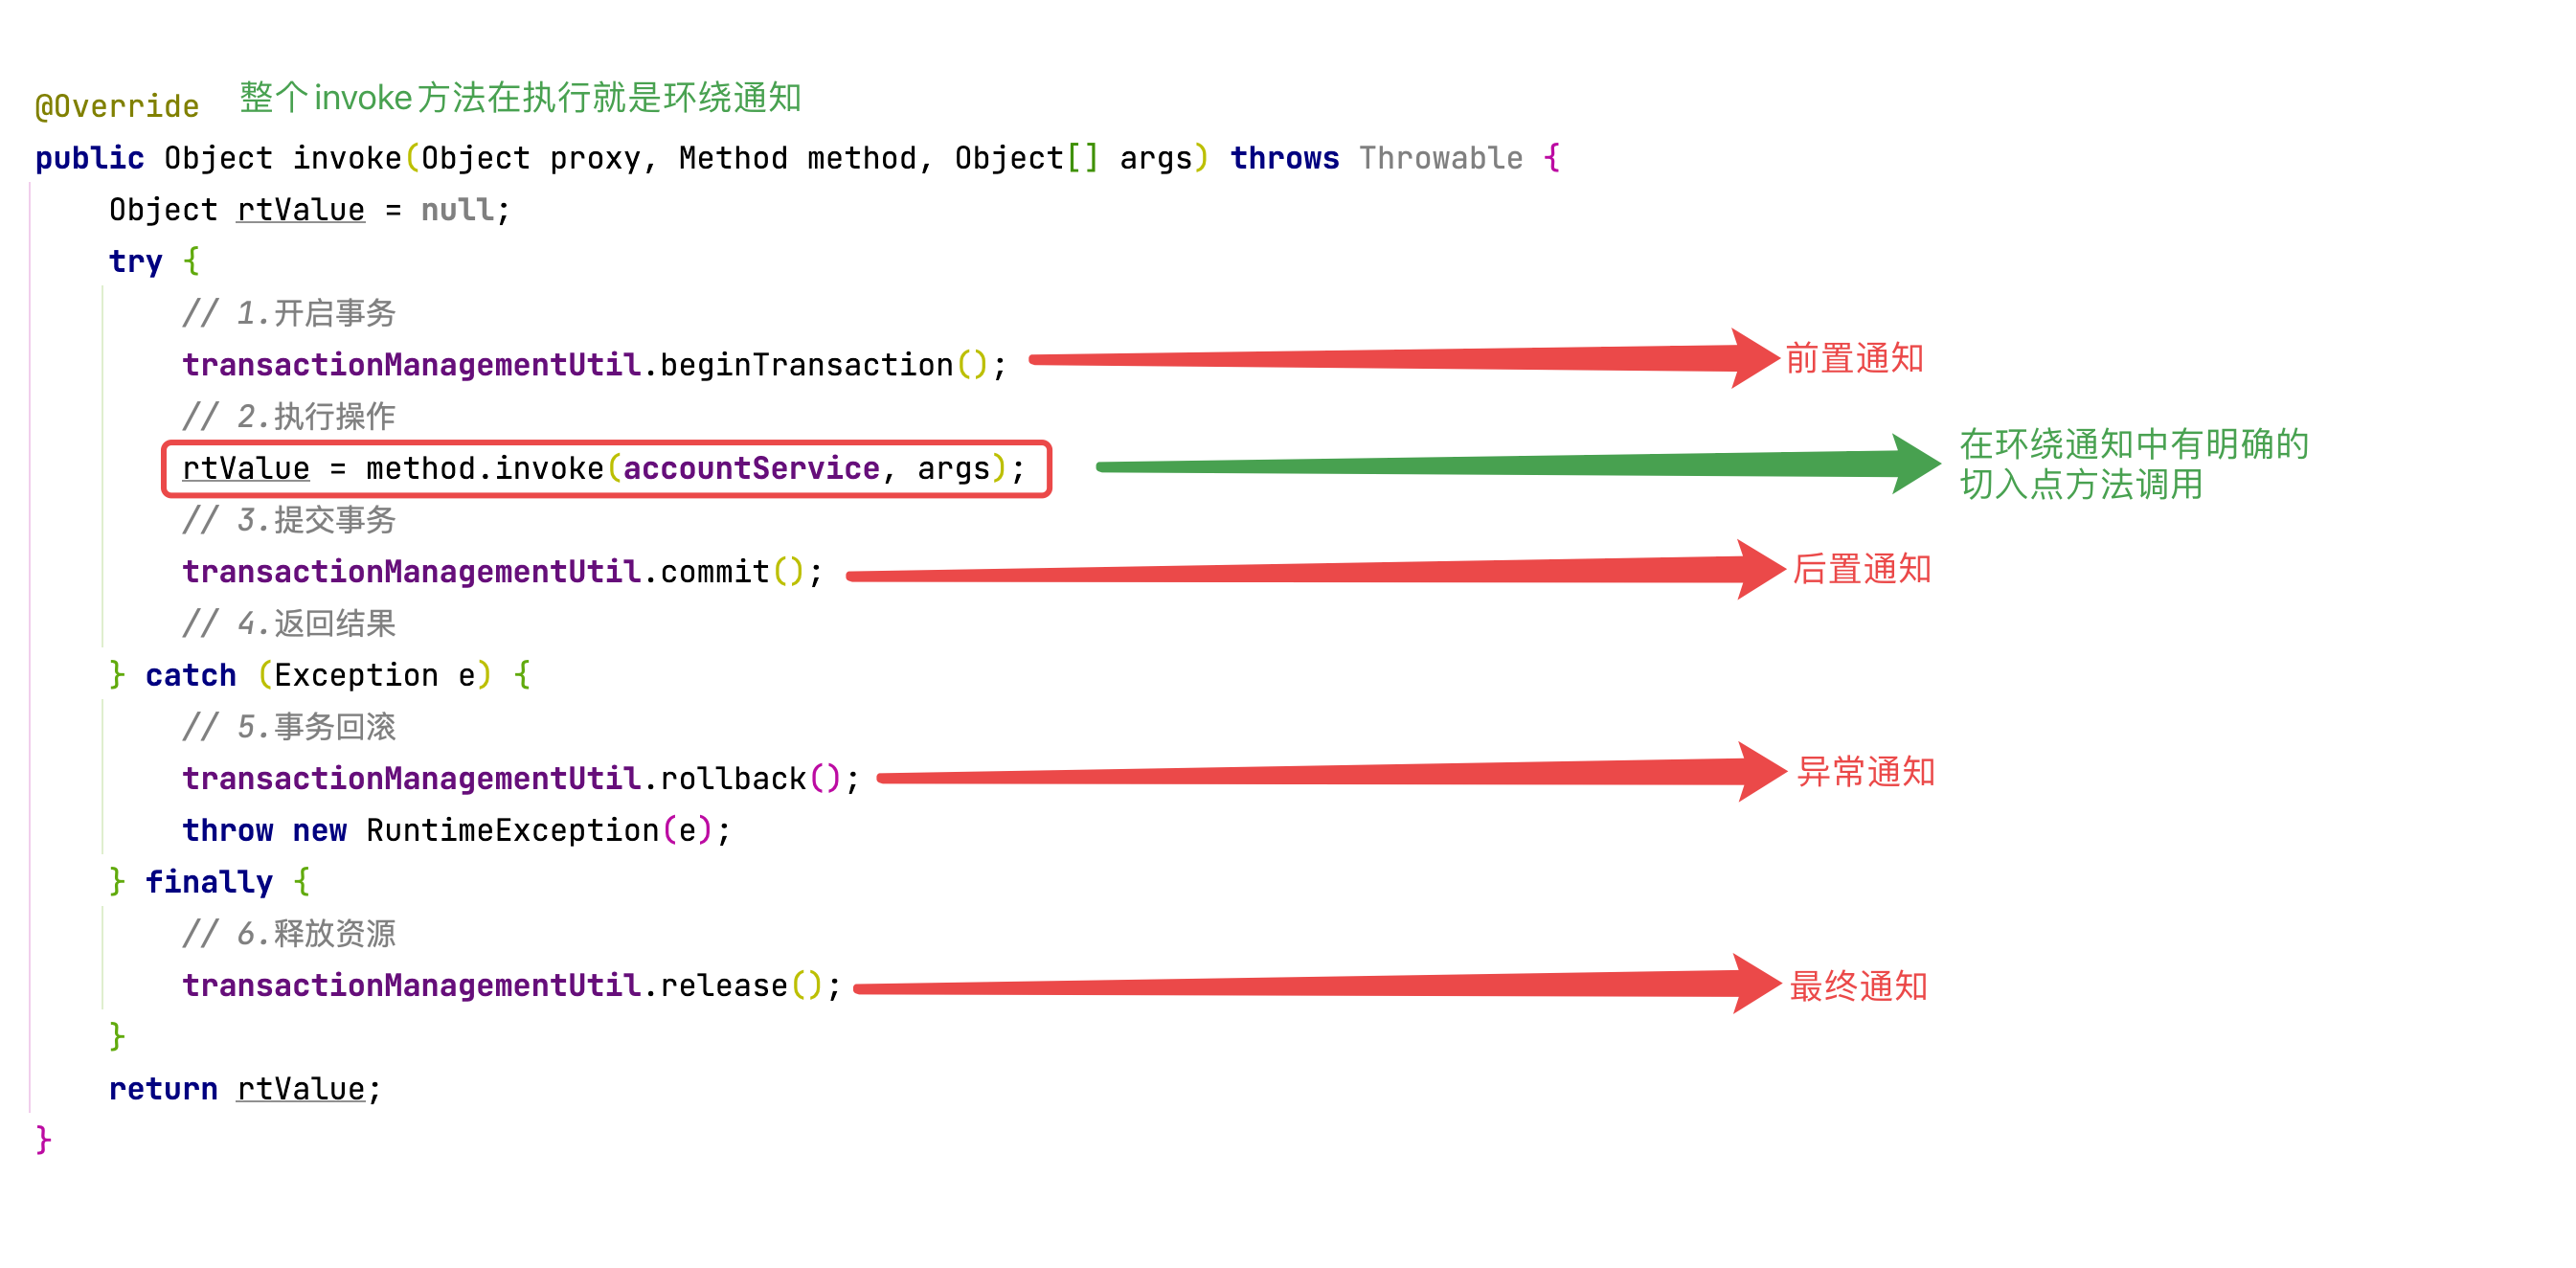 @Override 整个invoke方法在执行就是环绕通知
public Object invoke(Object proxy, Method method, Object[] args) throws Throwable {
Object rtValue = null;
try {
// 1.开启事务
transactionManagementUtil.beginTransaction(); 前置通知
// 2.执行操作
rtValue = method.invoke(accountService, args); 在环绕通知中有明确的
切入点方法调用
// 3.提交事务
transactionManagementUtil.commit(); 后置通知
// 4.返回结果
} catch (Exception e) {
// 5.事务回滚
transactionManagementUtil.rollback(); 异常通知
throw new RuntimeException(e);
} finally {
// 6.释放资源
transactionManagementUtil.release(); 最终通知
}
return rtValue;
}